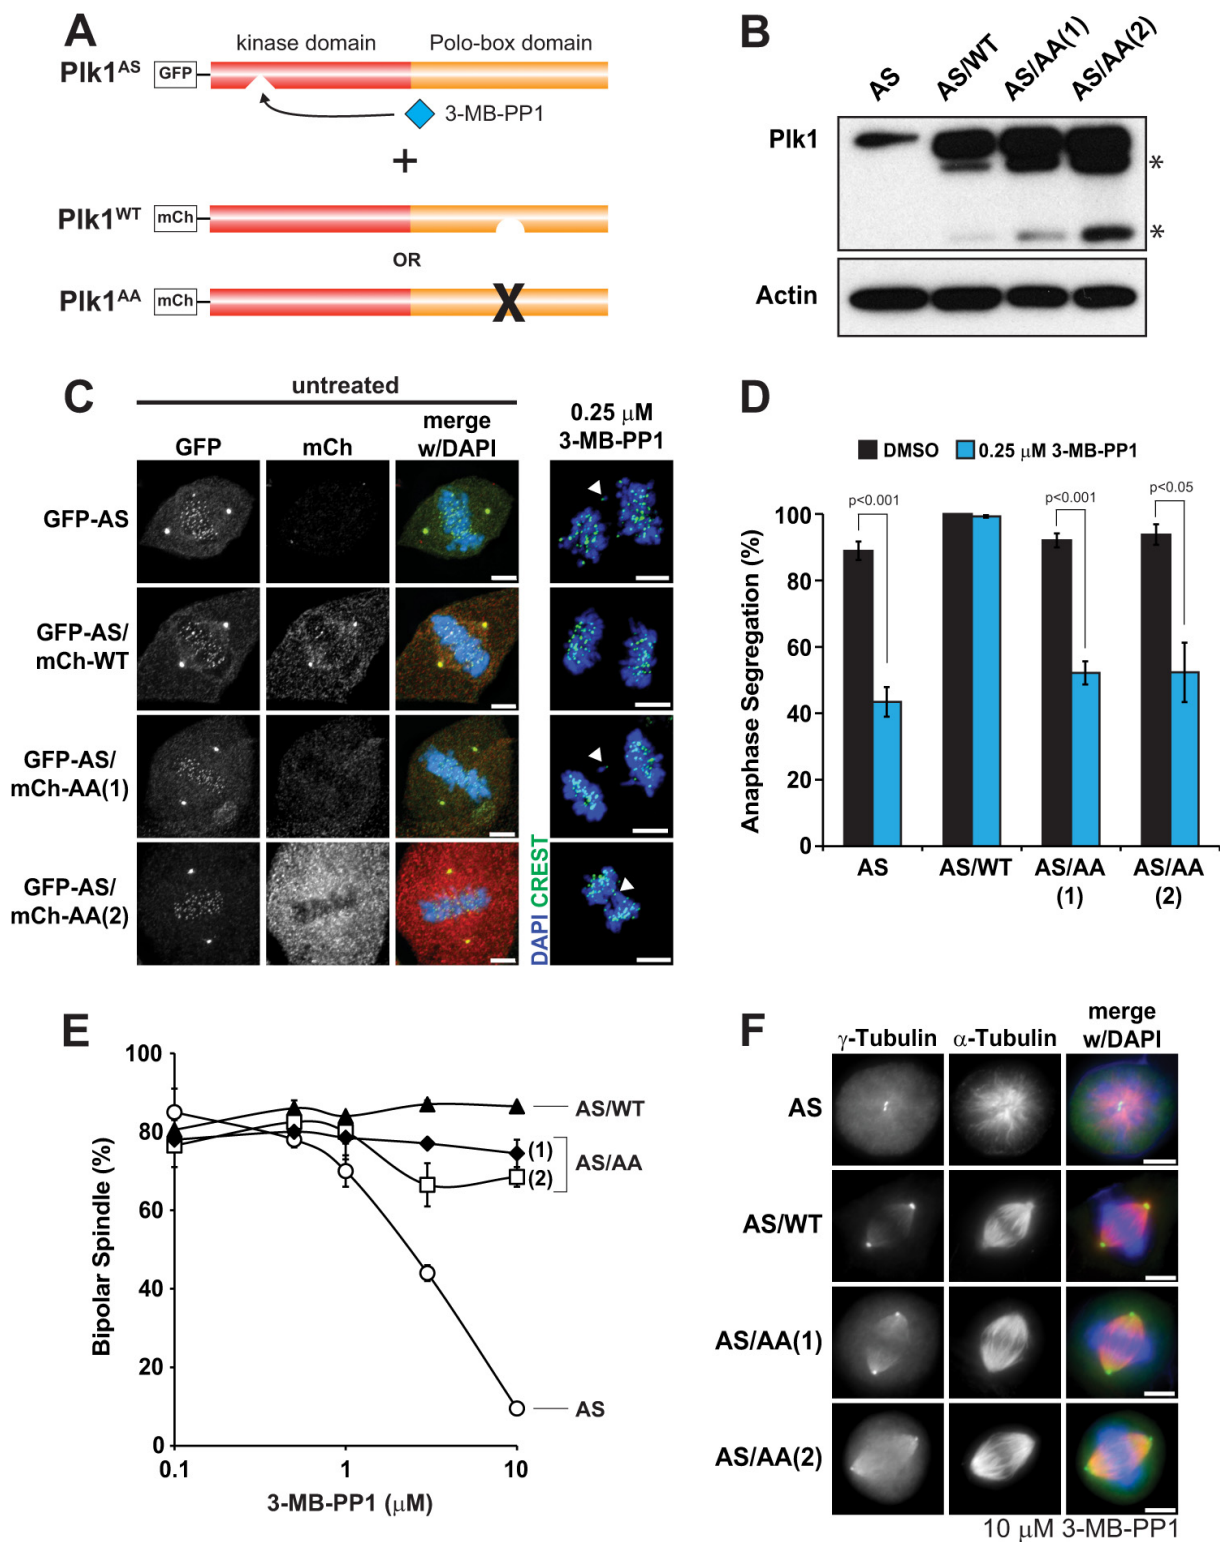 A
kinase domain
Polo-box domain
Plk1AS
GFP
3-MB-PP1
+
Plk1WT
mCh
OR
Plk1AA
mCh
X
B
AS
AS/WT
AS/AA(1)
AS/AA(2)
Plk1
*
*
Actin
C
untreated
GFP
mCh
merge
w/DAPI
0.25 μM
3-MB-PP1
GFP-AS
GFP-AS/
mCh-WT
GFP-AS/
mCh-AA(1)
GFP-AS/
mCh-AA(2)
DAPI CREST
D
DMSO
0.25 μM 3-MB-PP1
p<0.001
p<0.001
p<0.05
Anaphase Segregation (%)
100
80
60
40
20
0
AS
AS/WT
AS/AA
(1)
AS/AA
(2)
E
Bipolar Spindle (%)
100
80
60
40
20
0
0.1
1
10
3-MB-PP1 (μM)
AS/WT
(1)
(2)
AS/AA
AS
F
γ-Tubulin
α-Tubulin
merge
w/DAPI
AS
AS/WT
AS/AA(1)
AS/AA(2)
10 μM 3-MB-PP1